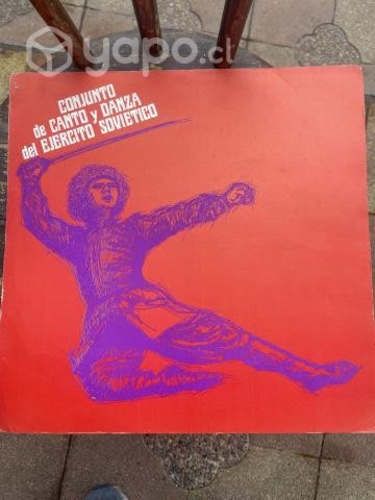 yapo.cl
CONJUNTO
de CANTO y DANZA
del EJERCITO SOVIETICO